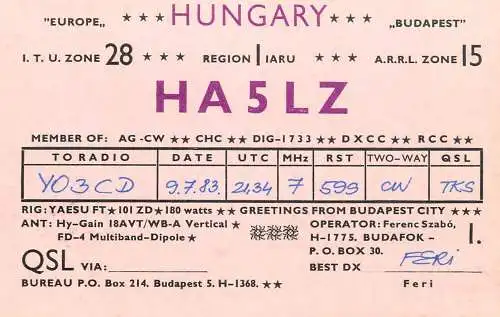 "EUROPE„ ★★★ HUNGARY ★★★ „BUDAPEST"
I. T. U. ZONE 28 ★★★ REGION 1 IARU ★★★ A.R.R.L. ZONE 15
HA5LZ
MEMBER OF: AG-CW ★★ CHC ★★ DIG-1733 ★★ DXCC ★★ RCC ★★
TO RADIO DATE UTC MHz RST TWO-WAY QSL
YO3CD 9.7.83. 2134 7 599 CW TKS
RIG: YAESU FT★101 ZD★180 watts ★★ GREETINGS FROM BUDAPEST CITY ★★
ANT: Hy-Gain 18AVT/WB-A Vertical ★ OPERATOR: Ferenc Szabó, 1.
FD-4 Multiband-Dipole★ H-1775. BUDAFOK -
P. O. BOX 30.
QSL VIA: BEST DX FERI
BUREAU P.O. Box 214. Budapest 5. H-1368. ★★ Feri